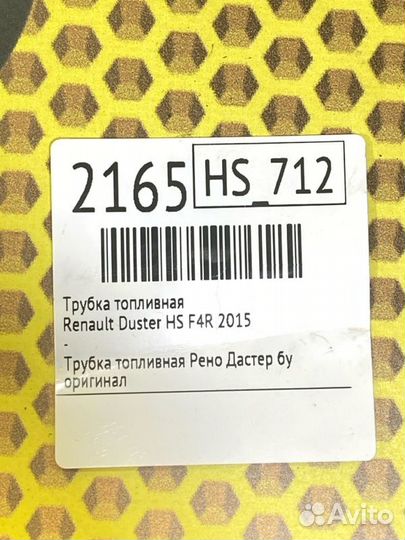 2165 HS_712
Трубка топливная
Renault Duster HS F4R 2015
-
Трубка топливная Рено Дастер бу
оригинал
Avito